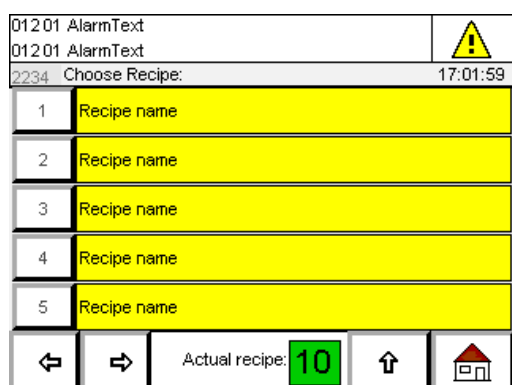 01201 AlarmText
01201 AlarmText
2234 Choose Recipe: 17:01:59
1 Recipe name
2 Recipe name
3 Recipe name
4 Recipe name
5 Recipe name
Actual recipe: 10